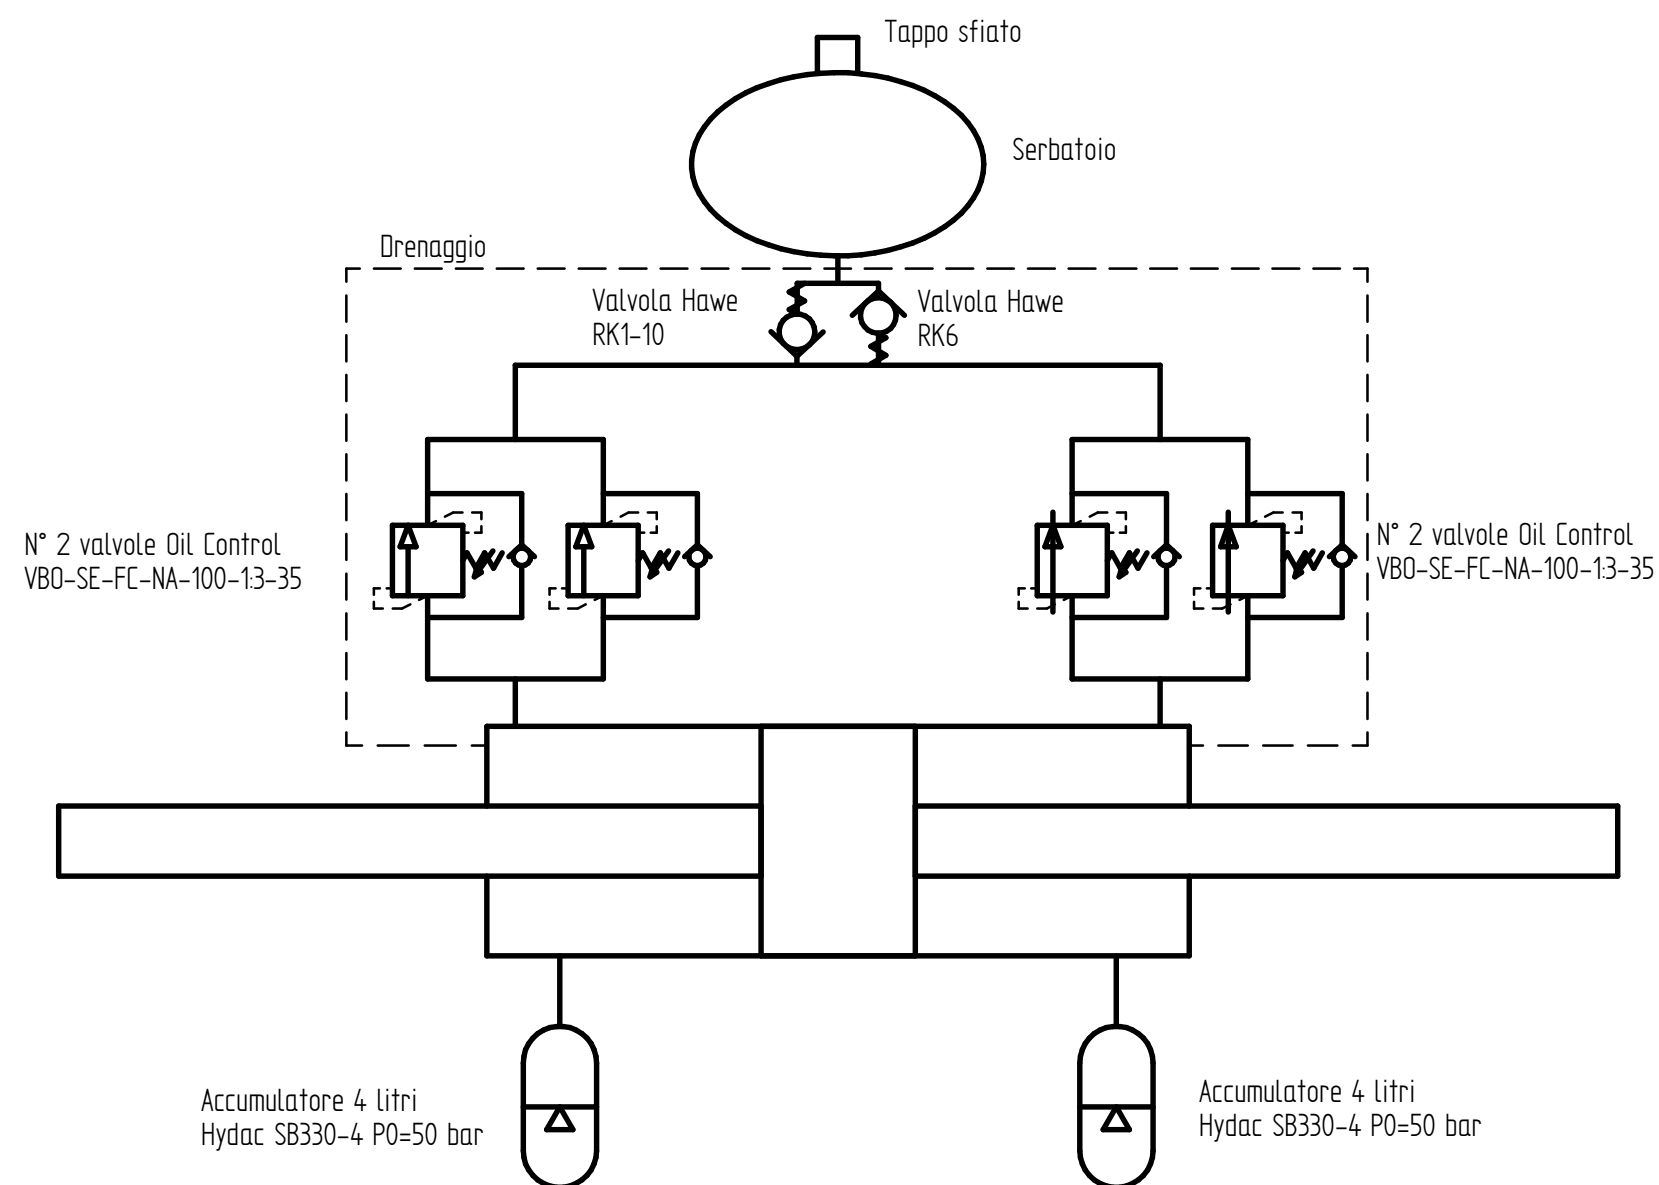 Tappo sfiato
Serbatoio
Drenaggio
Valvola Hawe
RK1-10
Valvola Hawe
RK6
N° 2 valvole Oil Control
VBO-SE-FC-NA-100-1:3-35
N° 2 valvole Oil Control
VBO-SE-FC-NA-100-1:3-35
Accumulatore 4 litri
Hydac SB330-4 P0=50 bar
Accumulatore 4 litri
Hydac SB330-4 P0=50 bar